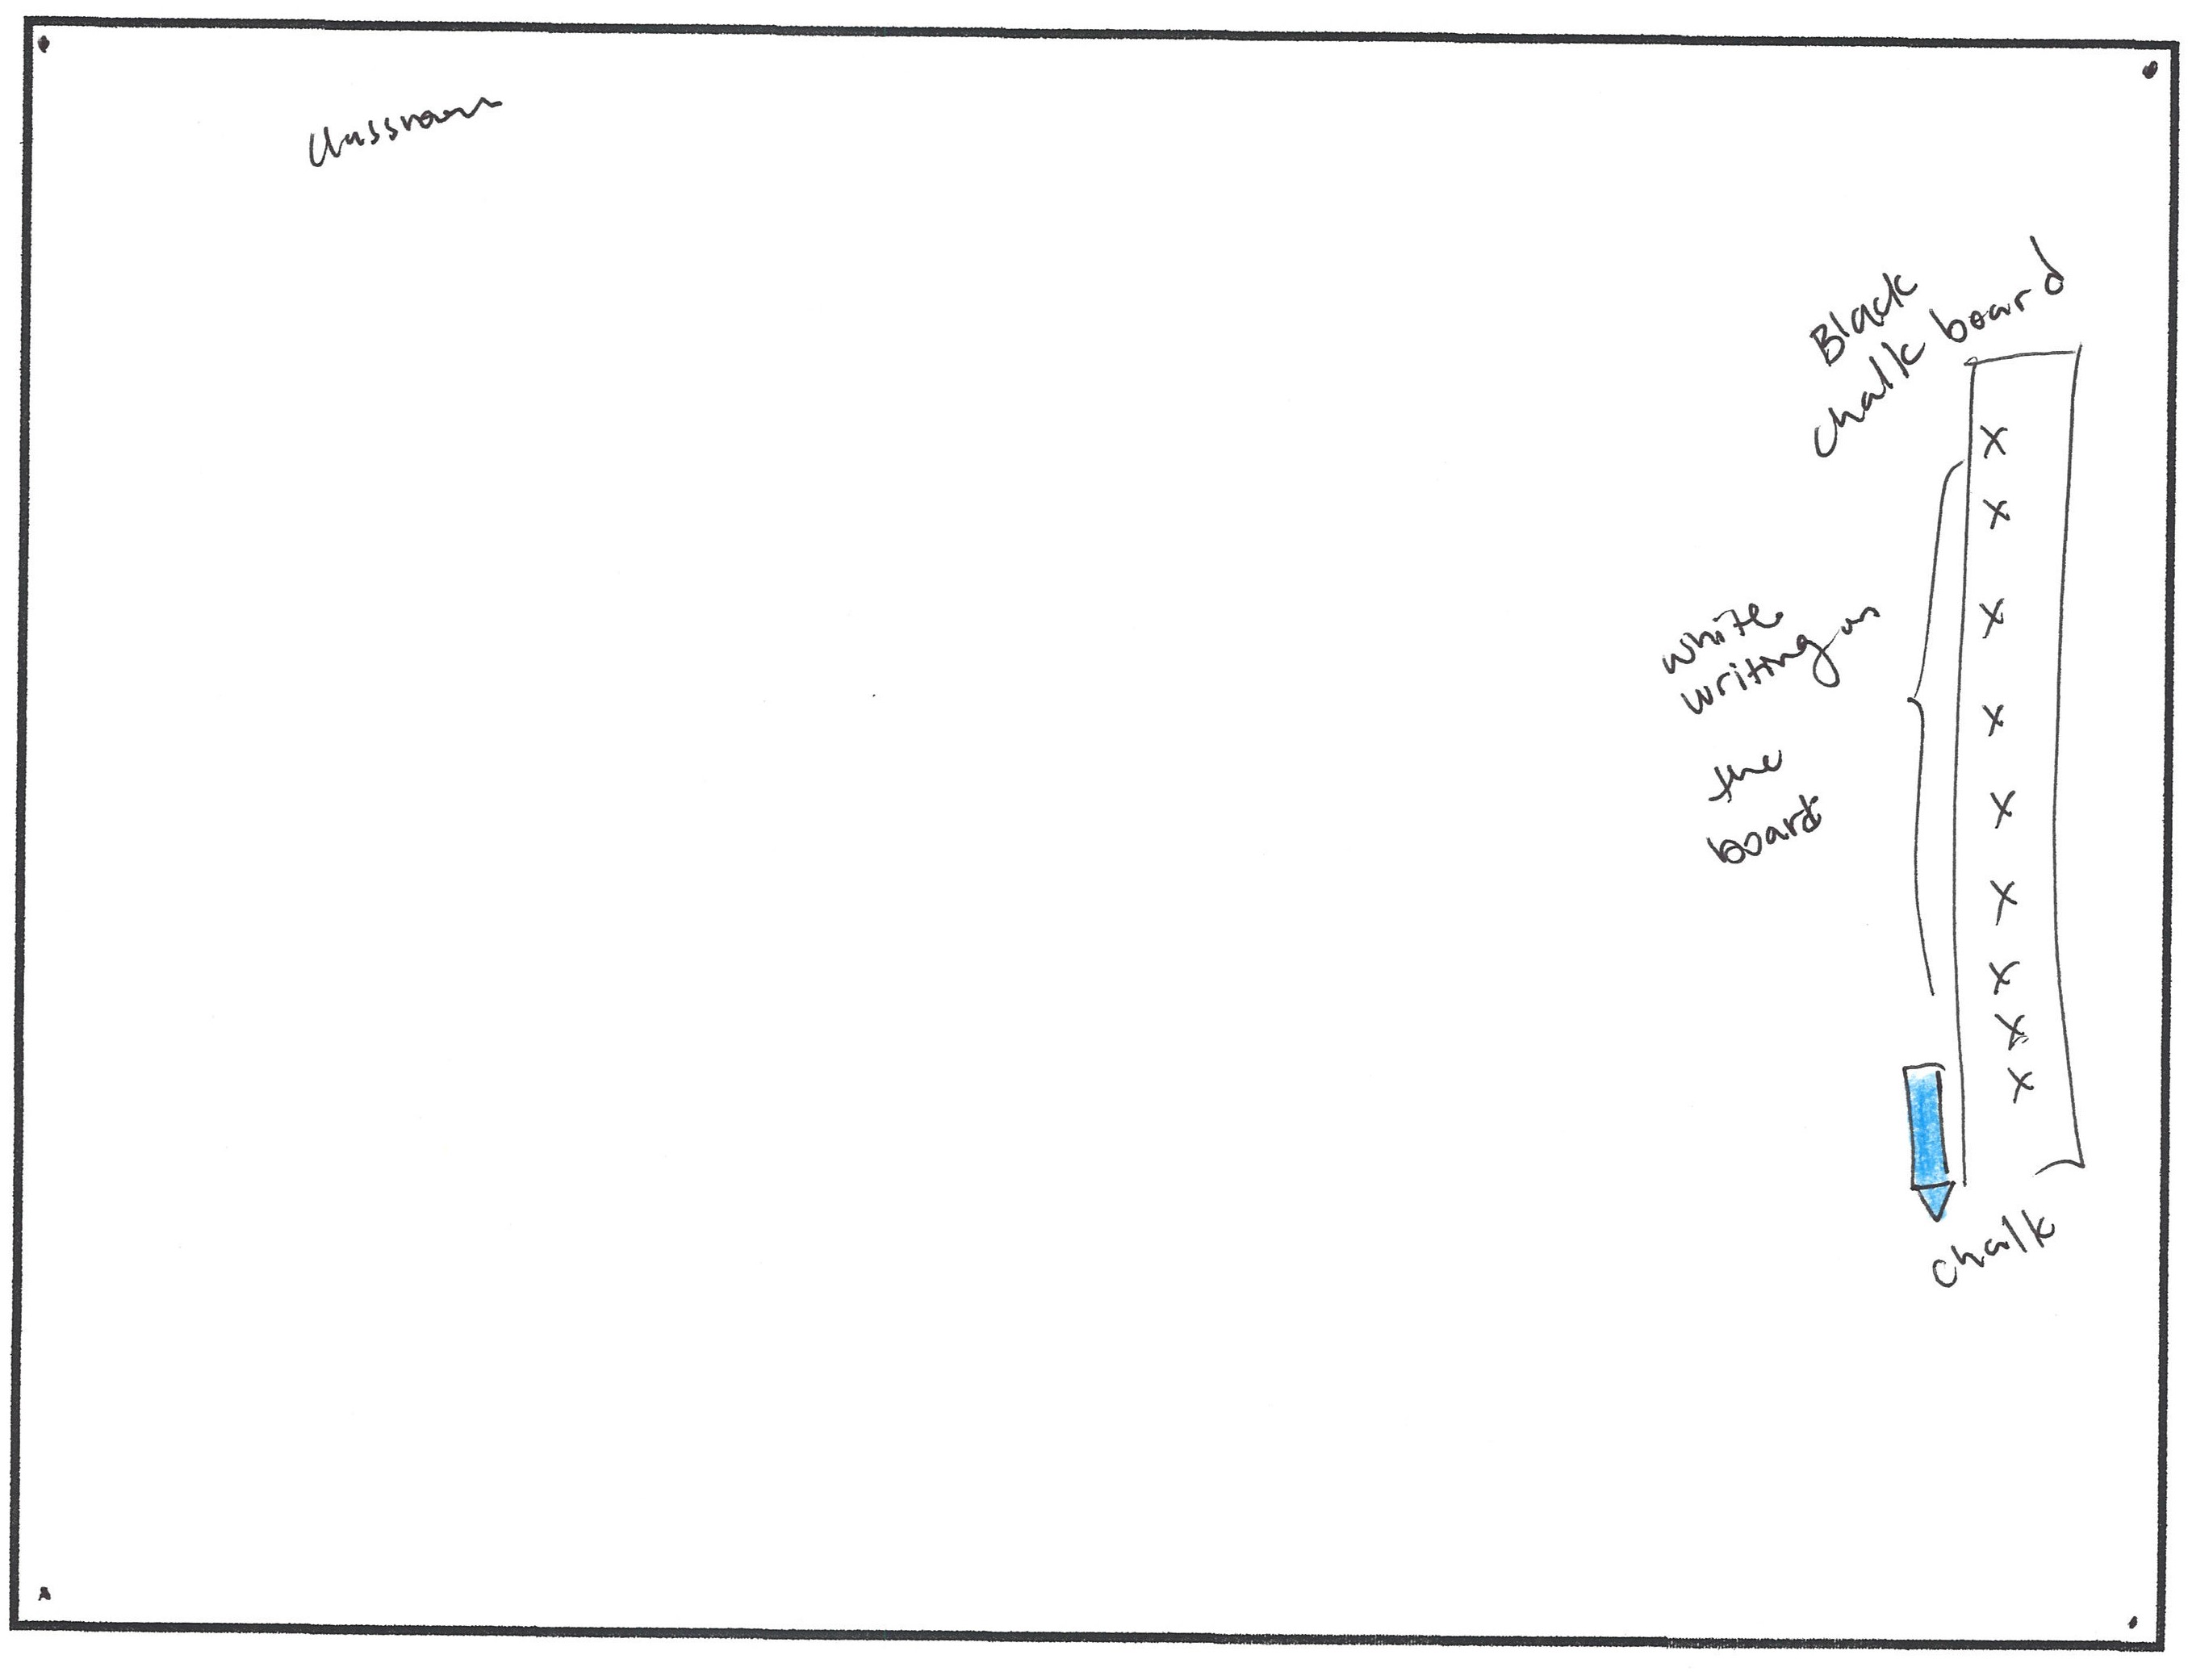 classroom
Black
chalk board
X
X
X
X
X
X
X
X
X
white
writing on
the
board
chalk